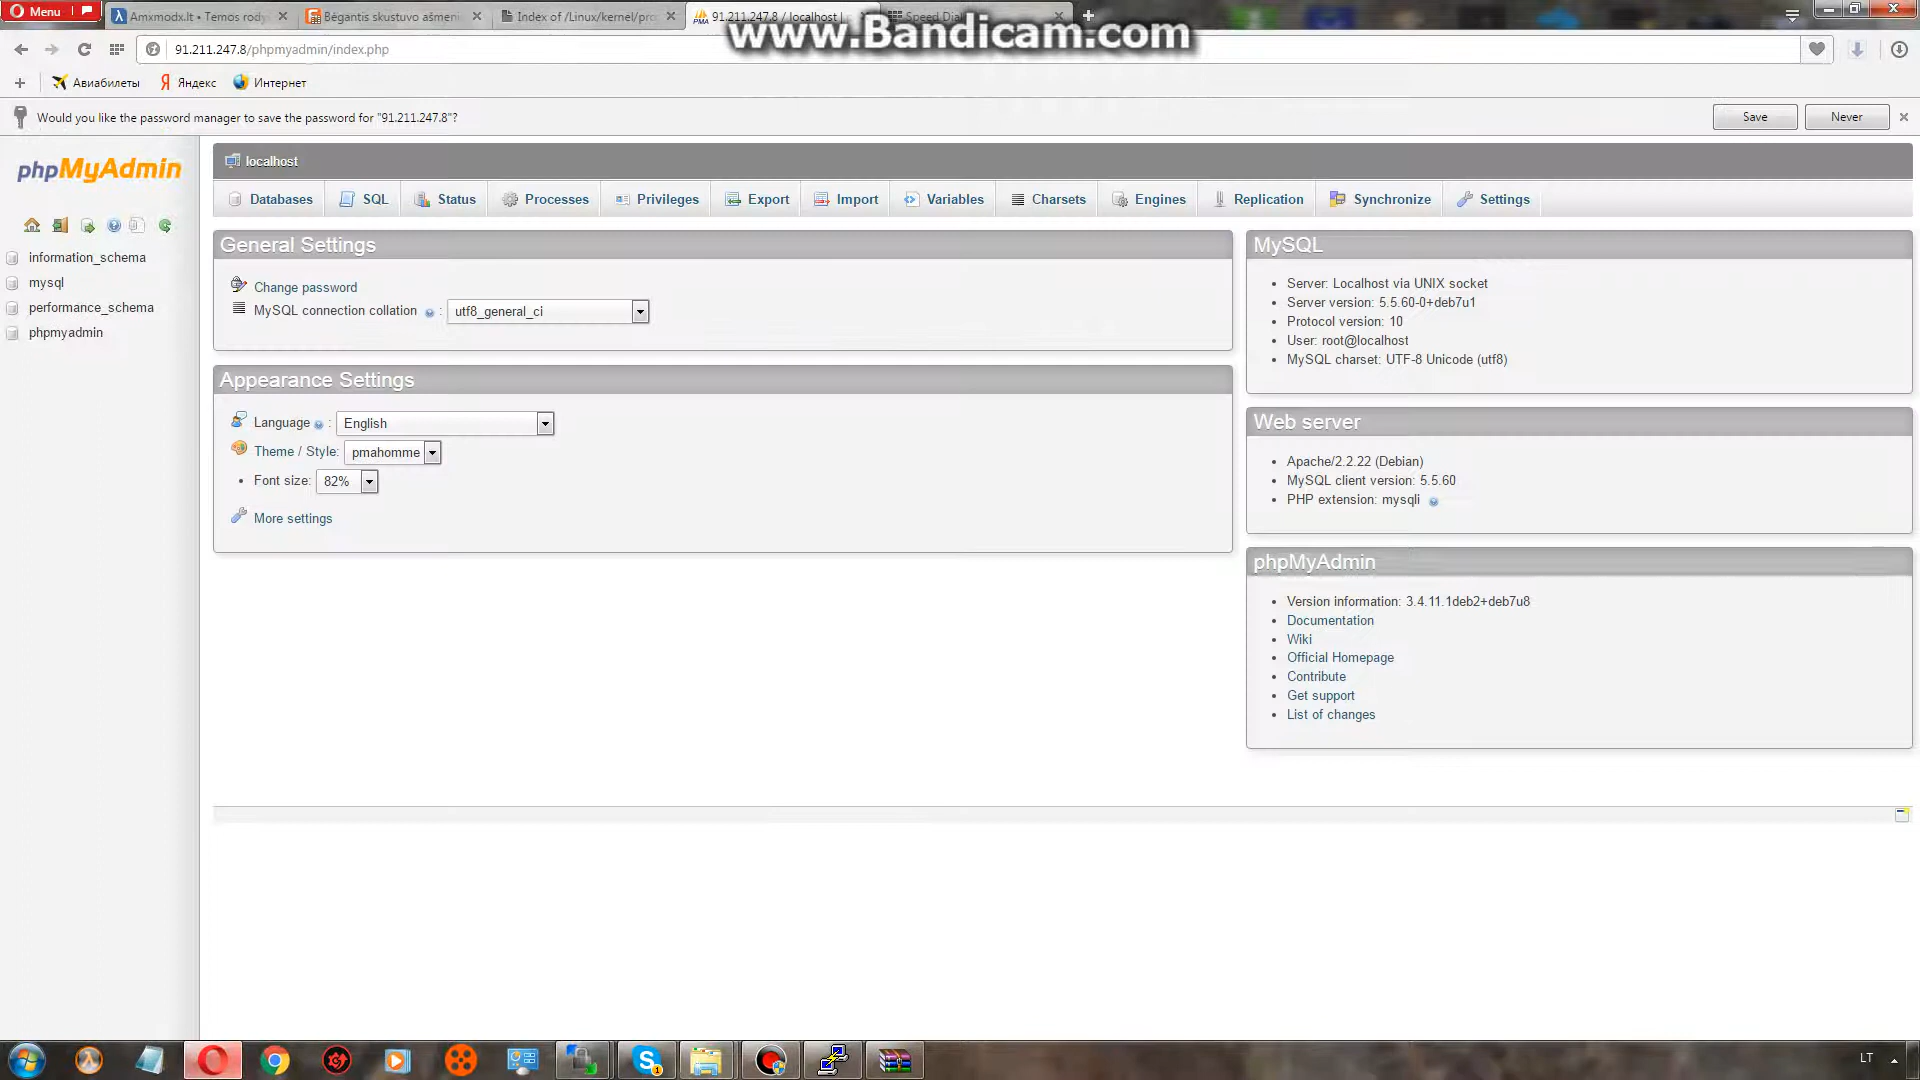 Menu
Amxmodx.lt • Temos rody
Bėgantis skustuvo ašmeni
Index of /Linux/kernel/pro
91.211.247.8 / localhost |
Speed Dial
www.Bandicam.com
91.211.247.8/phpmyadmin/index.php
Авиабилеты
Яндекс
Интернет
Would you like the password manager to save the password for "91.211.247.8"?
Save
Never
phpMyAdmin
localhost
Databases
SQL
Status
Processes
Privileges
Export
Import
Variables
Charsets
Engines
Replication
Synchronize
Settings
information_schema
mysql
performance_schema
phpmyadmin
General Settings
Change password
MySQL connection collation : utf8_general_ci
Appearance Settings
Language : English
Theme / Style: pmahomme
Font size: 82%
More settings
MySQL
Server: Localhost via UNIX socket
Server version: 5.5.60-0+deb7u1
Protocol version: 10
User: root@localhost
MySQL charset: UTF-8 Unicode (utf8)
Web server
Apache/2.2.22 (Debian)
MySQL client version: 5.5.60
PHP extension: mysqli
phpMyAdmin
Version information: 3.4.11.1deb2+deb7u8
Documentation
Wiki
Official Homepage
Contribute
Get support
List of changes
LT